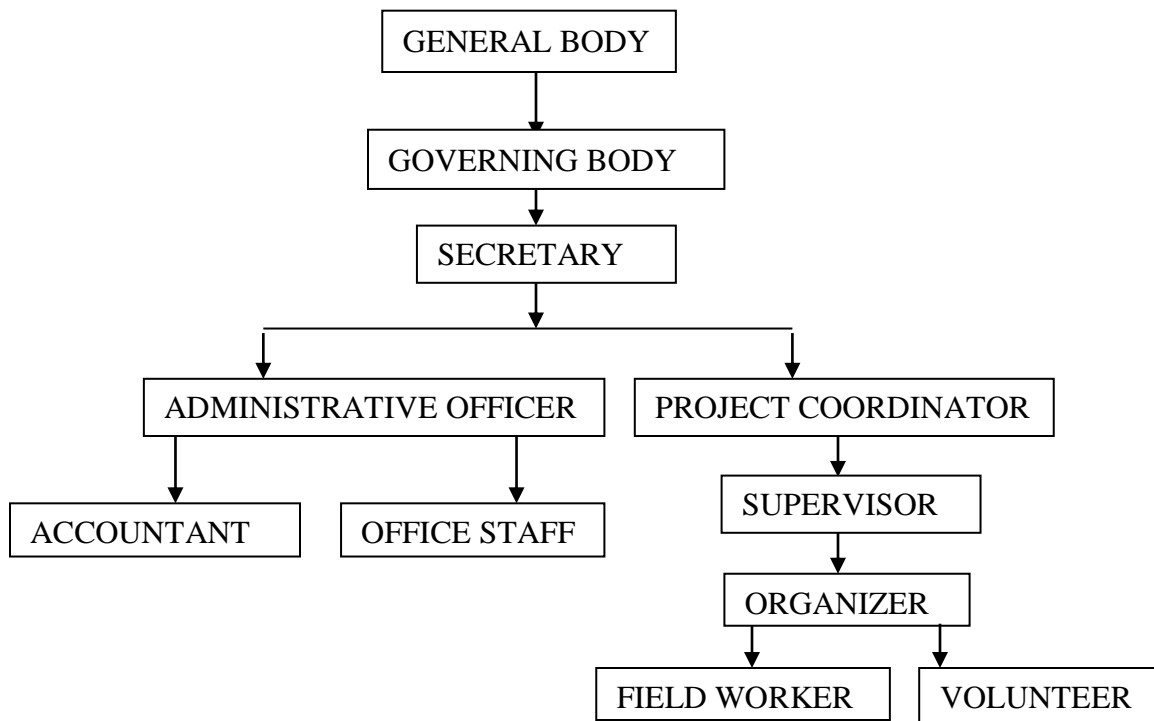 GENERAL BODY
GOVERNING BODY
SECRETARY
ADMINISTRATIVE OFFICER
PROJECT COORDINATOR
ACCOUNTANT
OFFICE STAFF
SUPERVISOR
ORGANIZER
FIELD WORKER
VOLUNTEER